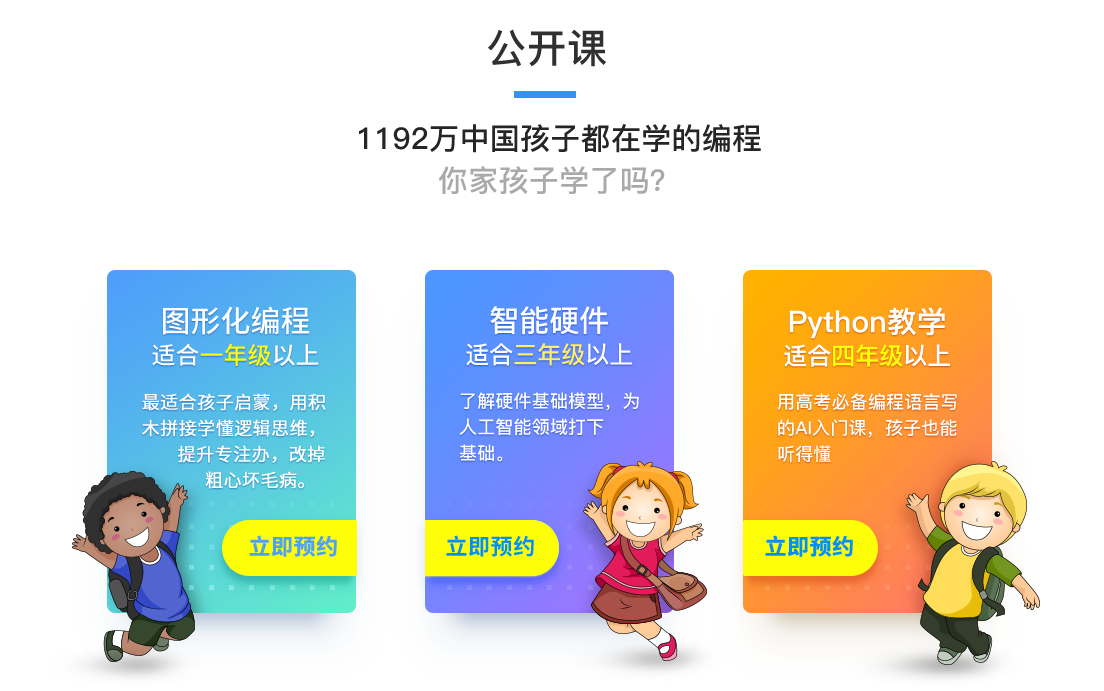 公开课
1192万中国孩子都在学的编程
你家孩子学了吗?
图形化编程
适合一年级以上
最适合孩子启蒙，用积
木拼接学懂逻辑思维，
提升专注办，改掉
粗心坏毛病。
立即预约
智能硬件
适合三年级以上
了解硬件基础模型，为
人工智能领域打下
基础。
立即预约
Python教学
适合四年级以上
用高考必备编程语言写
的AI入门课，孩子也能
听得懂
立即预约